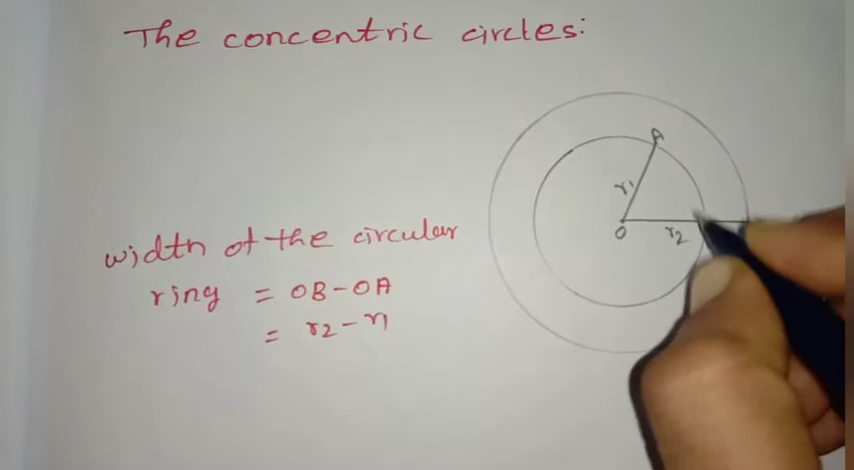 The concentric circles:
A
r1
O
r2
width of the circular
ring = OB-OA
= r2-r1